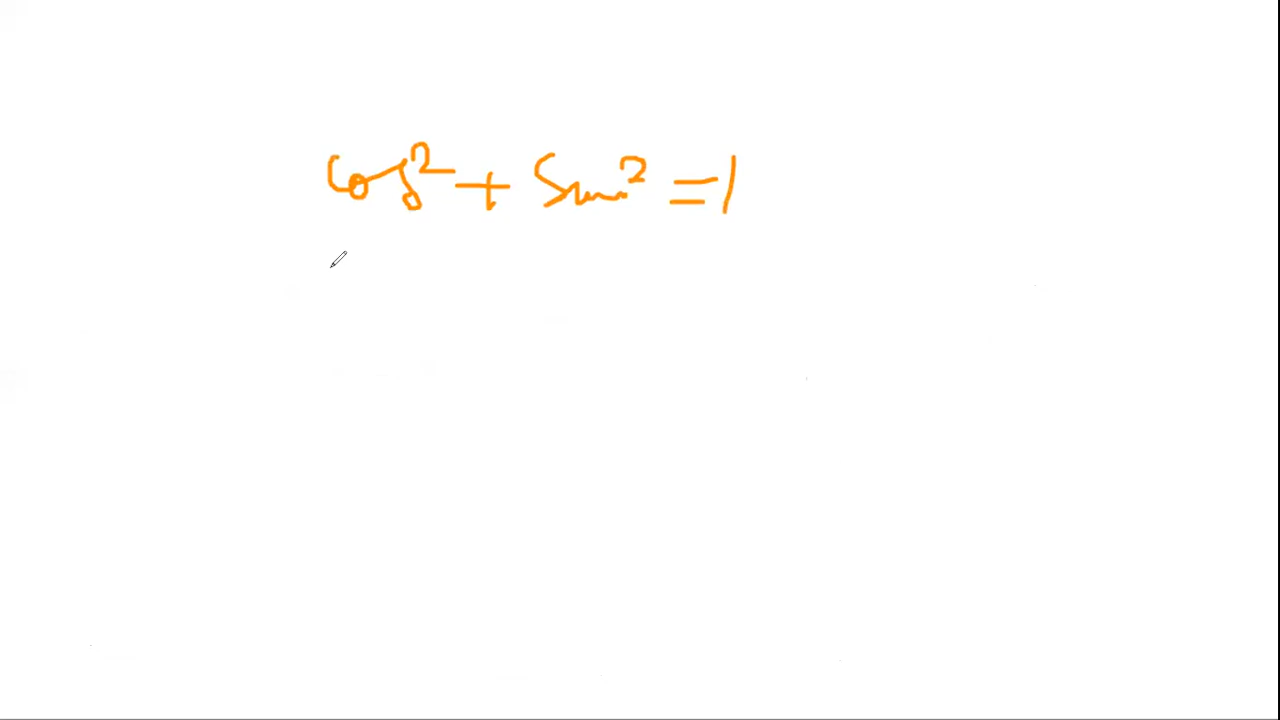 cos² + sin² = 1